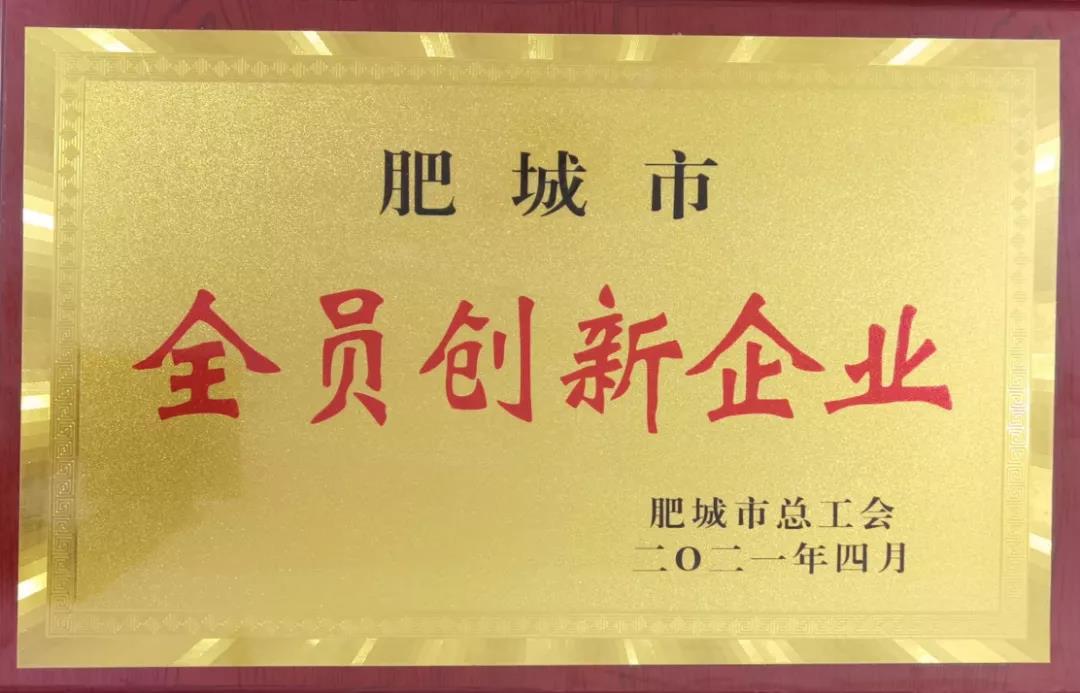 肥城市
全员创新企业
肥城市总工会
二〇二一年四月